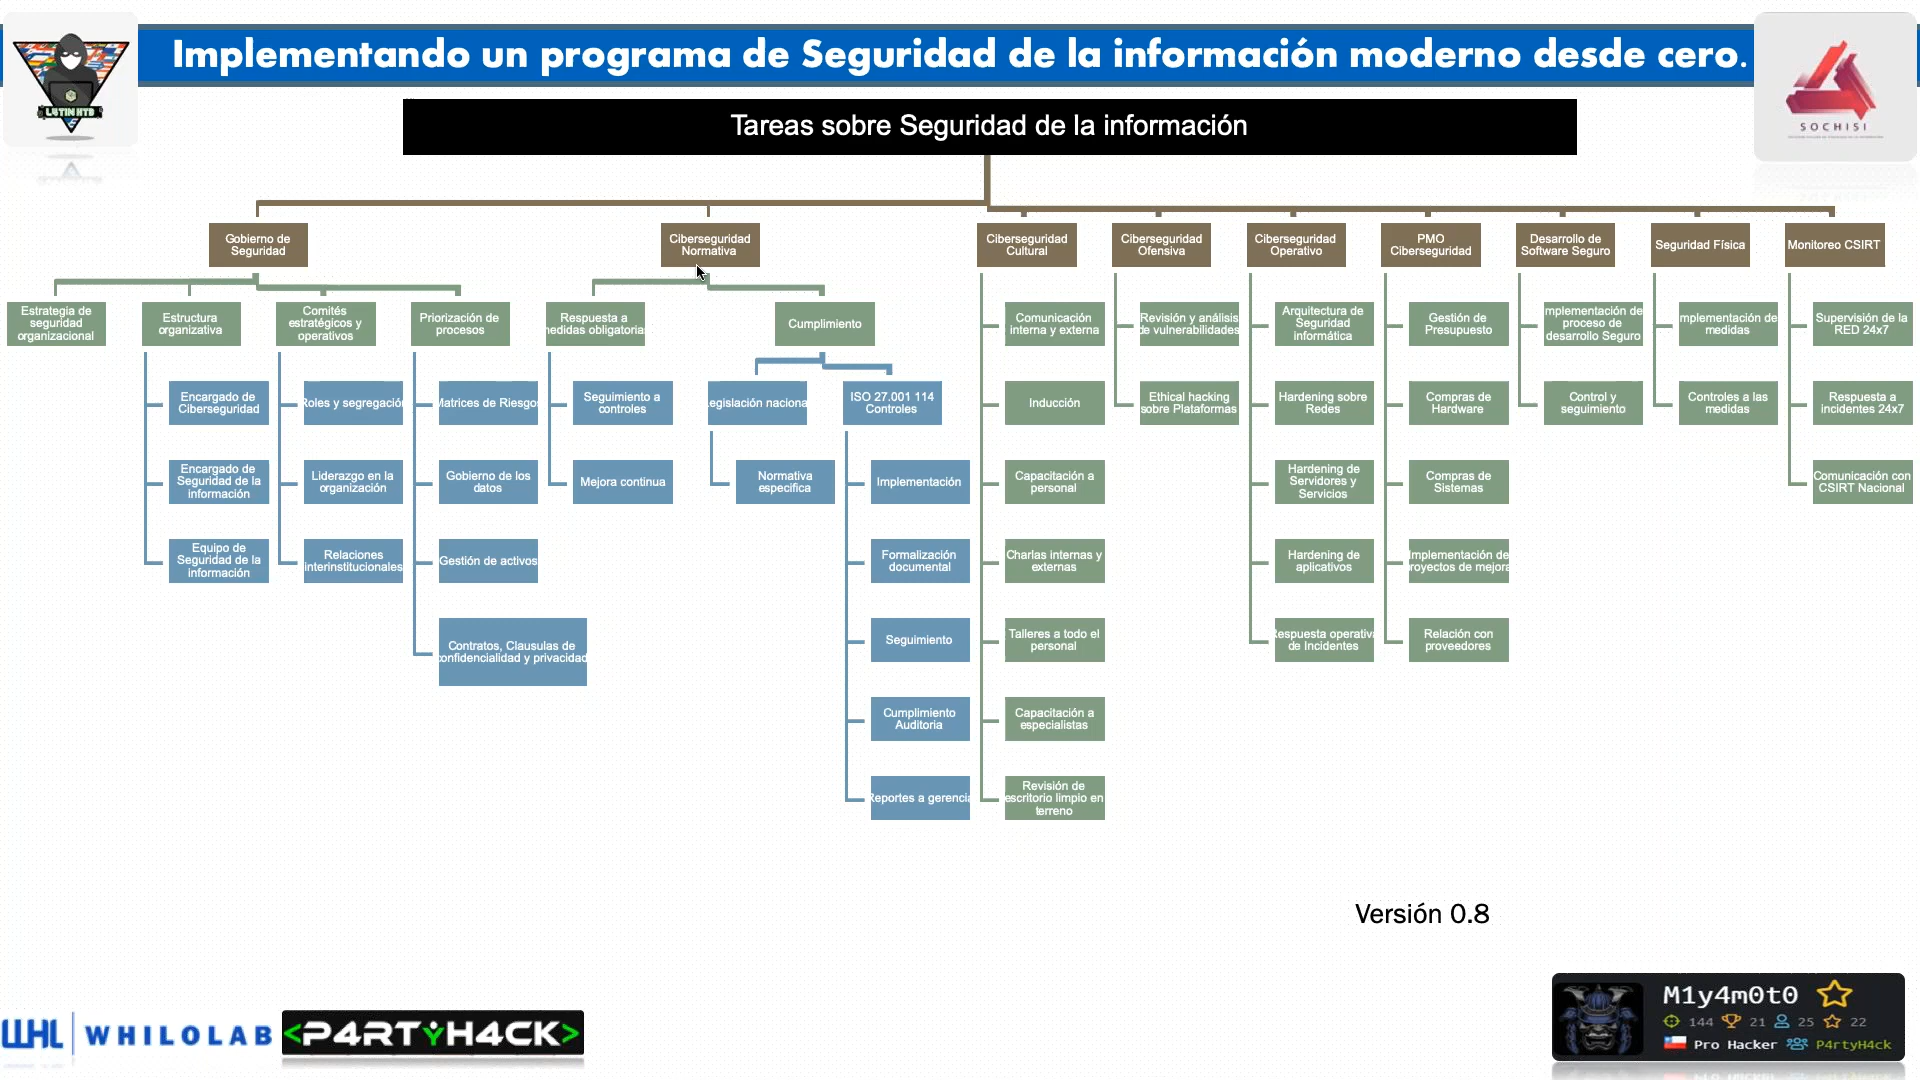 Implementando un programa de Seguridad de la información moderno desde cero.
LATIN HTB
SOCHISI
Tareas sobre Seguridad de la información
Gobierno de
Seguridad
Estrategia de
seguridad
organizacional
Estructura
organizativa
Encargado de
Ciberseguridad
Encargado de
Seguridad de la
información
Equipo de
Seguridad de la
información
Comités
estratégicos y
operativos
Roles y segregación
Liderazgo en la
organización
Relaciones
interinstitucionales
Priorización de
procesos
Matrices de Riesgo
Gobierno de los
datos
Gestión de activos
Contratos, Clausulas de
confidencialidad y privacidad
Ciberseguridad
Normativa
Respuesta a
medidas obligatorias
Seguimiento a
controles
Mejora continua
Cumplimiento
Legislación nacional
Normativa
especifica
ISO 27.001 114
Controles
Implementación
Formalización
documental
Seguimiento
Cumplimiento
Auditoria
Reportes a gerencia
Ciberseguridad
Cultural
Comunicación
interna y externa
Inducción
Capacitación a
personal
Charlas internas y
externas
Talleres a todo el
personal
Capacitación a
especialistas
Revisión de
escritorio limpio en
terreno
Ciberseguridad
Ofensiva
Revisión y análisis
de vulnerabilidades
Ethical hacking
sobre Plataformas
Ciberseguridad
Operativo
Arquitectura de
Seguridad
informática
Hardening sobre
Redes
Hardening de
Servidores y
Servicios
Hardening de
aplicativos
Respuesta operativa
de Incidentes
PMO
Ciberseguridad
Gestión de
Presupuesto
Compras de
Hardware
Compras de
Sistemas
Implementación de
proyectos de mejora
Relación con
proveedores
Desarrollo de
Software Seguro
Implementación de
proceso de
desarrollo Seguro
Control y
seguimiento
Seguridad Física
Implementación de
medidas
Controles a las
medidas
Monitoreo CSIRT
Supervisión de la
RED 24x7
Respuesta a
incidentes 24x7
Comunicación con
CSIRT Nacional
Versión 0.8
WHL WHILOLAB
<P4RTYH4CK>
M1y4m0t0
144 21 25 22
Pro Hacker P4rtyH4ck